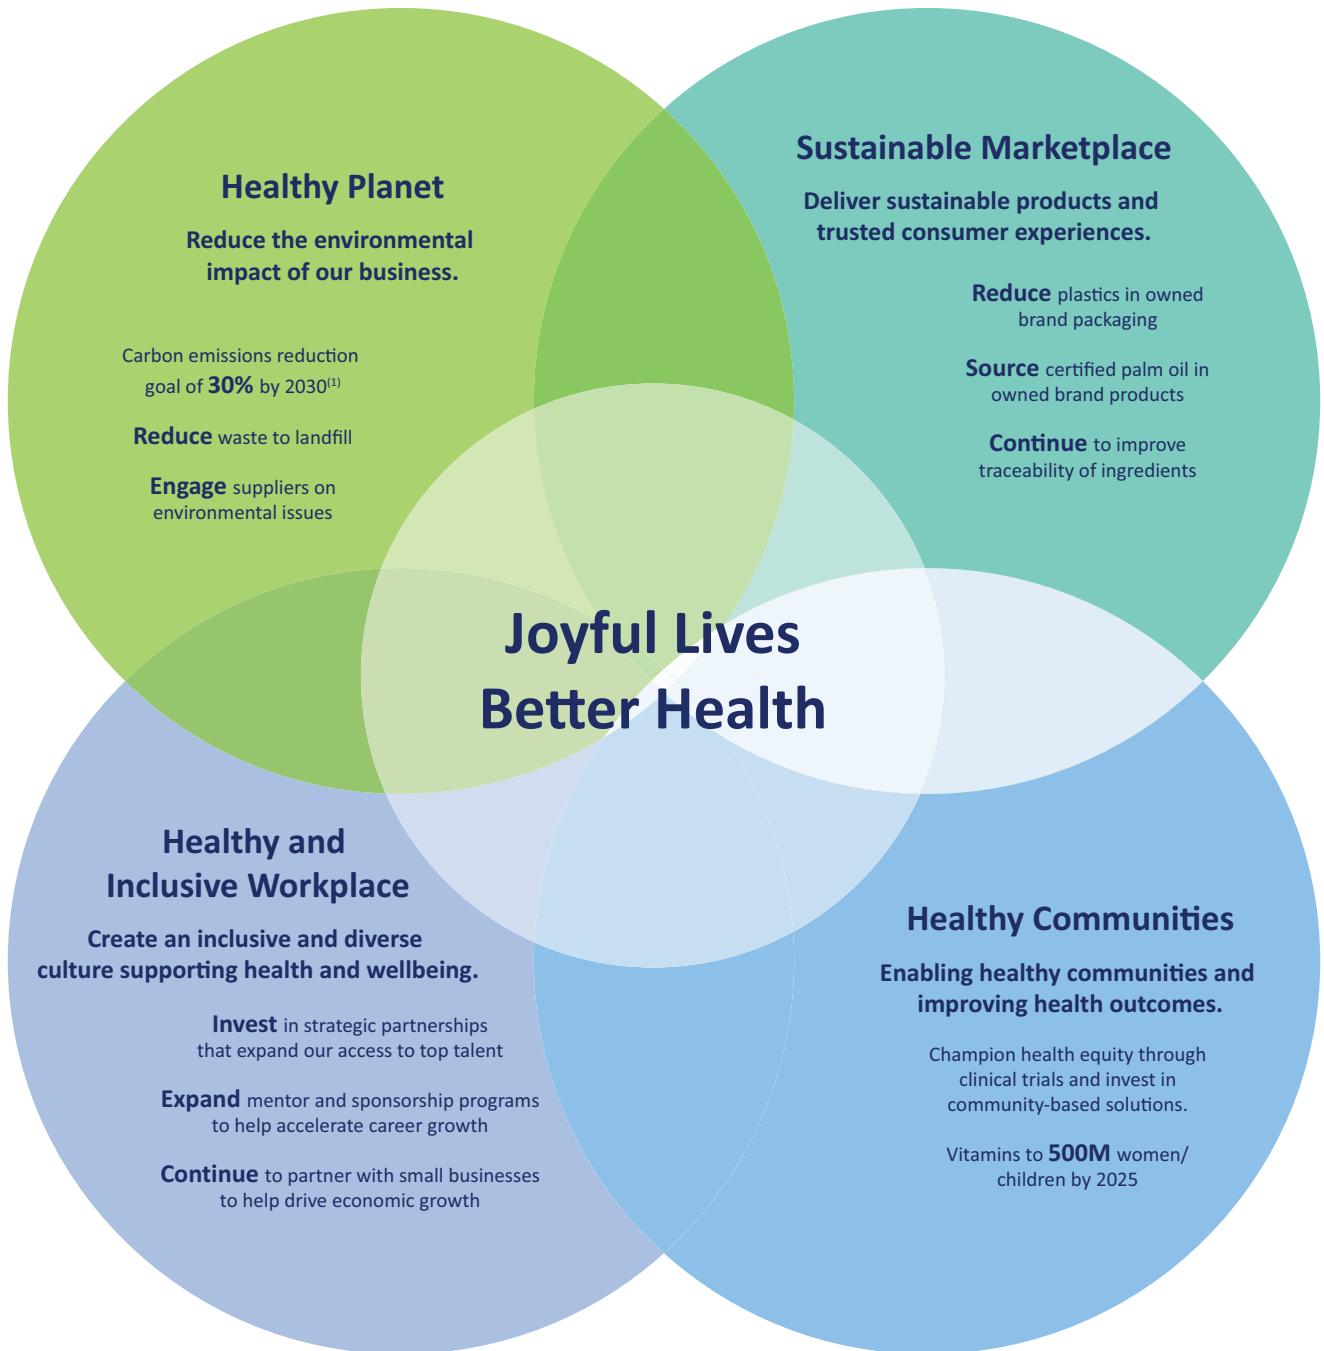 Healthy Planet
Reduce the environmental
impact of our business.
Carbon emissions reduction
goal of 30% by 2030(1)
Reduce waste to landfill
Engage suppliers on
environmental issues
Sustainable Marketplace
Deliver sustainable products and
trusted consumer experiences.
Reduce plastics in owned
brand packaging
Source certified palm oil in
owned brand products
Continue to improve
traceability of ingredients
Joyful Lives
Better Health
Healthy and
Inclusive Workplace
Create an inclusive and diverse
culture supporting health and wellbeing.
Invest in strategic partnerships
that expand our access to top talent
Expand mentor and sponsorship programs
to help accelerate career growth
Continue to partner with small businesses
to help drive economic growth
Healthy Communities
Enabling healthy communities and
improving health outcomes.
Champion health equity through
clinical trials and invest in
community-based solutions.
Vitamins to 500M women/
children by 2025